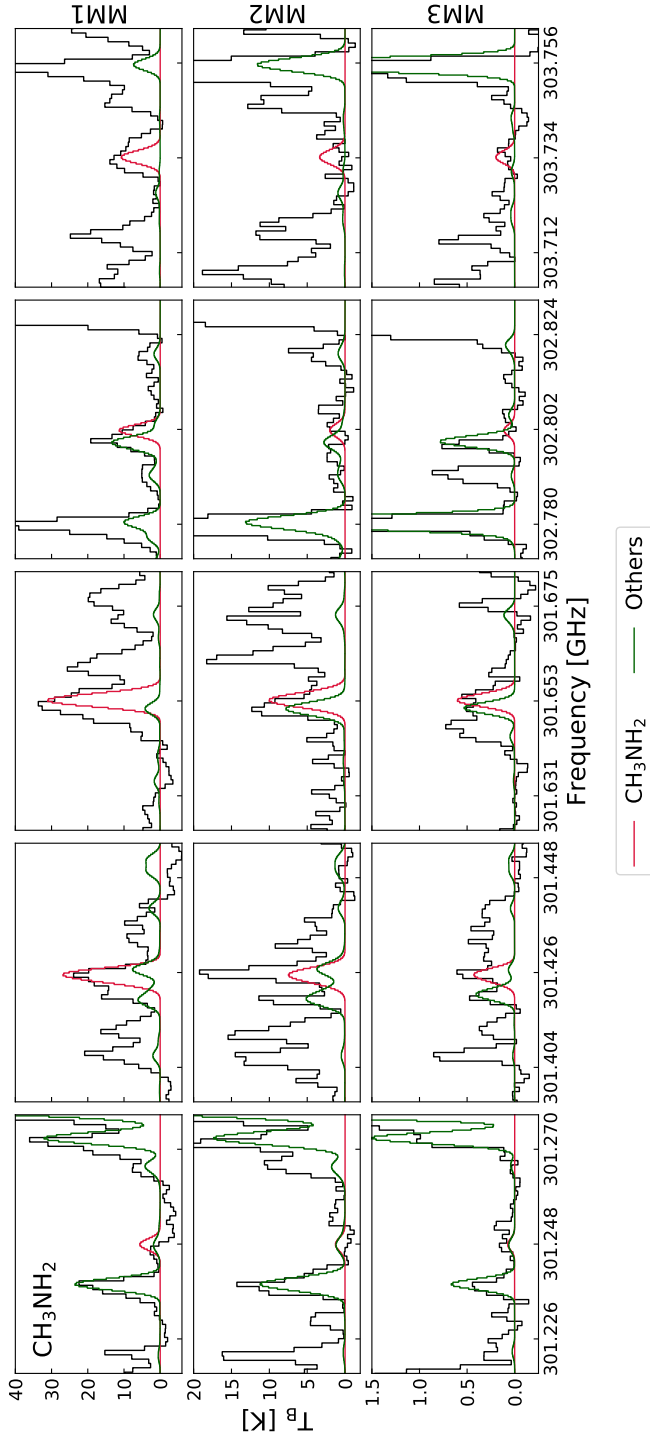 CH₃NH₂
40
30
20
10
0
MM1
T_B [K]
20
15
10
5
0
MM2
1.5
1.0
0.5
0.0
MM3
301.226 301.248 301.270
301.404 301.426 301.448
301.631 301.653 301.675
302.780 302.802 302.824
303.712 303.734 303.756
Frequency [GHz]
CH₃NH₂ Others